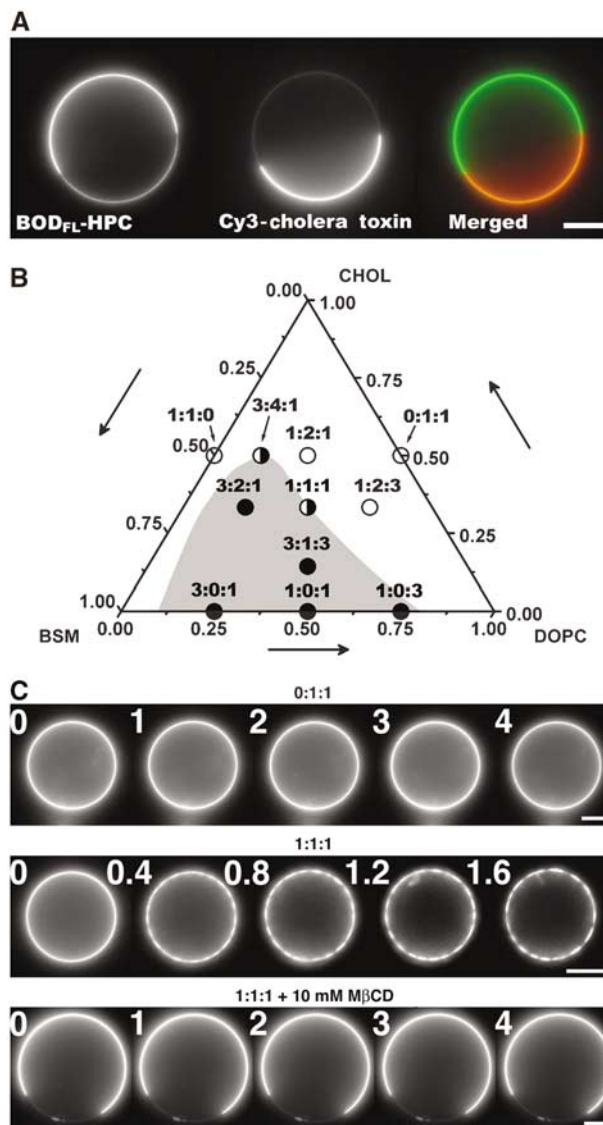 A
BOD_FL-HPC Cy3-cholera toxin Merged
B
CHOL
0.00 1.00
0.25 0.75
1:1:0 3:4:1 1:2:1 0:1:1
0.50 0.50
3:2:1 1:1:1 1:2:3
0.75 0.25
3:1:3
3:0:1 1:0:1 1:0:3
1.00 0.00
BSM 0.00 0.25 0.50 0.75 1.00 DOPC
C
0:1:1
0 1 2 3 4
1:1:1
0 0.4 0.8 1.2 1.6
1:1:1 + 10 mM MβCD
0 1 2 3 4